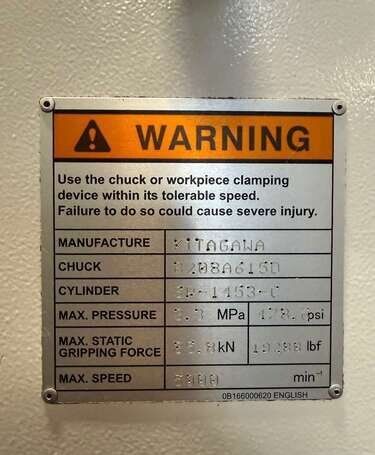 WARNING
Use the chuck or workpiece clamping
device within its tolerable speed.
Failure to do so could cause severe injury.
MANUFACTURE KITAGAWA
CHUCK
CYLINDER
MAX. PRESSURE MPa psi
MAX. STATIC
GRIPPING FORCE kN lbf
MAX. SPEED min⁻¹
0B166000620 ENGLISH